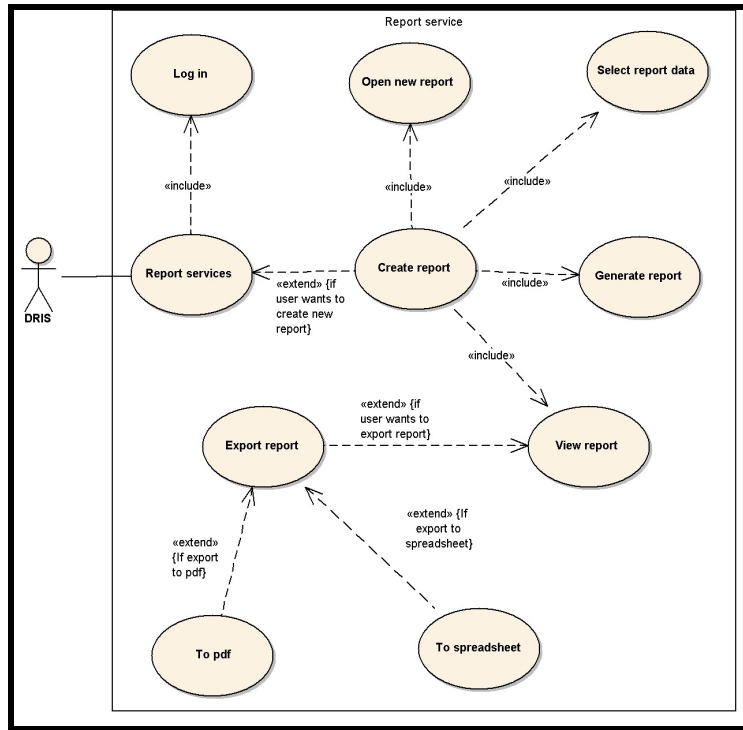 Report service
Log in
Open new report
Select report data
«include»
«include»
«include»
DRIS
Report services
Create report
Generate report
«extend» {if
user wants to
create new
report}
«include»
«include»
Export report
«extend» {if
user wants to
export report}
View report
«extend»
{If export
to pdf}
«extend» {If
export to
spreadsheet}
To pdf
To spreadsheet